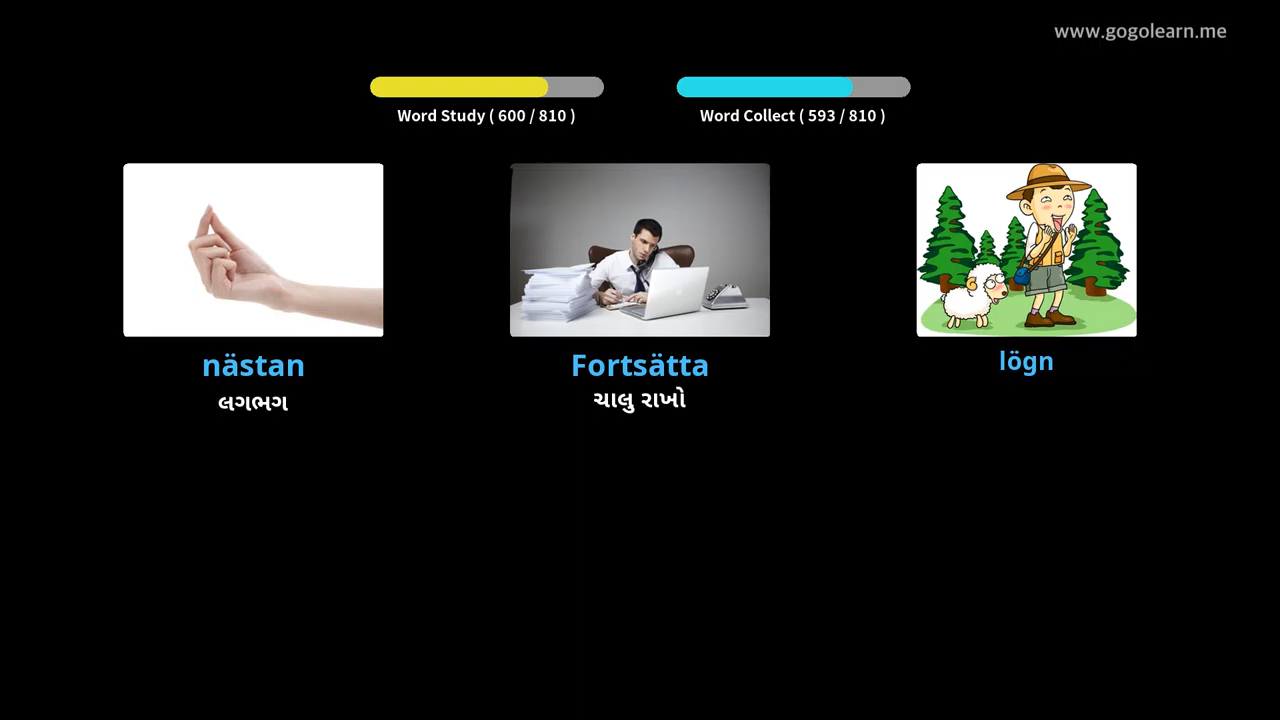 www.gogolearn.me
Word Study ( 600 / 810 )
Word Collect ( 593 / 810 )
nästan
લગભગ
Fortsätta
ચાલુ રાખો
lögn